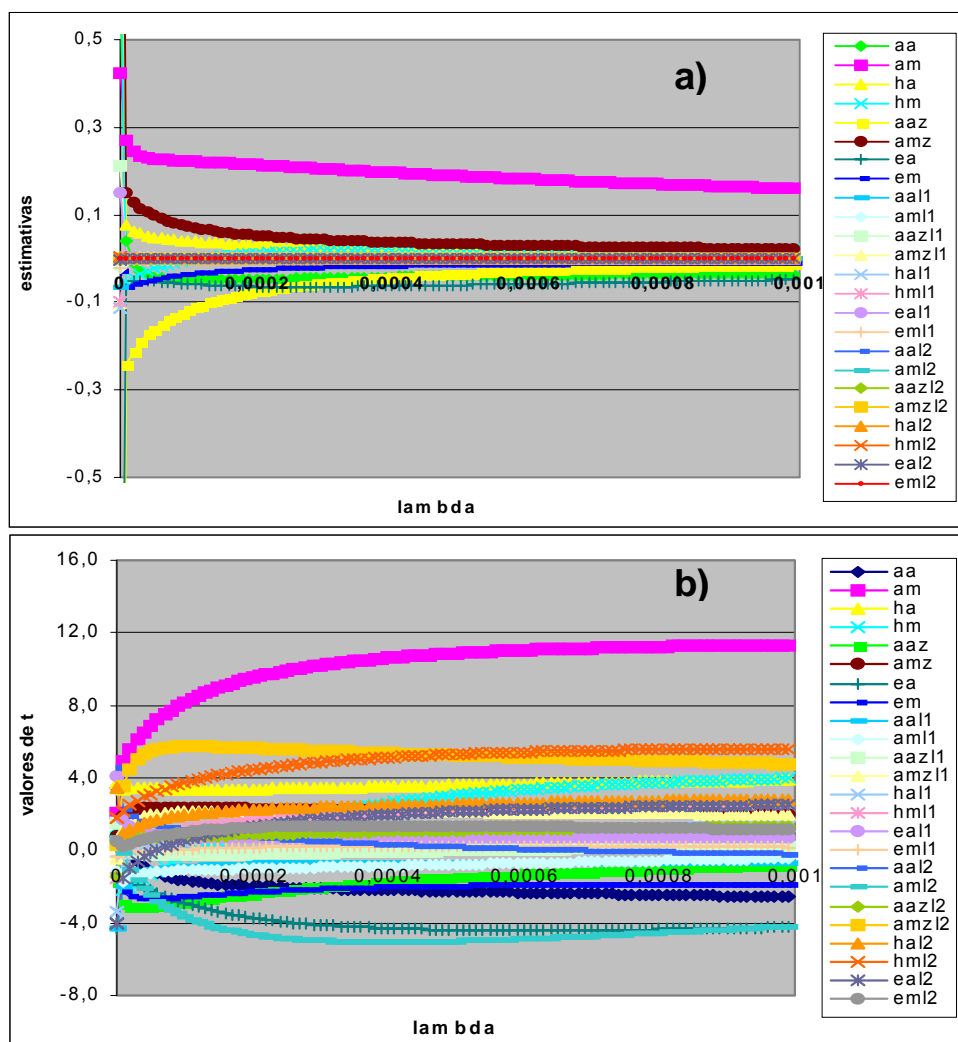 a)
0,5
0,3
0,1
-0,1
-0,3
-0,5
estimativas
0 0,0002 0,0004 0,0006 0,0008 0,001
lambda
aa
am
ha
hm
aaz
amz
ea
em
aal1
aml1
aazl1
amzl1
hal1
hml1
eal1
eml1
aal2
aml2
aazl2
amzl2
hal2
hml2
eal2
eml2
b)
16,0
12,0
8,0
4,0
0,0
-4,0
-8,0
valores de t
0 0,0002 0,0004 0,0006 0,0008 0,001
lambda
aa
am
ha
hm
aaz
amz
ea
em
aal1
aml1
aazl1
amzl1
hal1
hml1
eal1
eml1
aal2
aml2
aazl2
amzl2
hal2
hml2
eal2
eml2